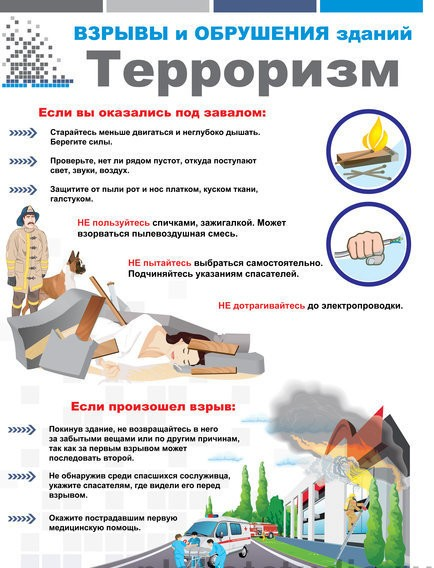 ВЗРЫВЫ и ОБРУШЕНИЯ зданий
Терроризм
Если вы оказались под завалом:
Старайтесь меньше двигаться и неглубоко дышать.
Берегите силы.
Проверьте, нет ли рядом пустот, откуда поступают
свет, звуки, воздух.
Защитите от пыли рот и нос платком, куском ткани,
галстуком.
НЕ пользуйтесь спичками, зажигалкой. Может
взорваться пылевоздушная смесь.
НЕ пытайтесь выбраться самостоятельно.
Подчиняйтесь указаниям спасателей.
НЕ дотрагивайтесь до электропроводки.
Если произошел взрыв:
Покинув здание, не возвращайтесь в него
за забытыми вещами или по другим причинам,
так как за первым взрывом может
последовать второй.
Не обнаружив среди спасшихся сослуживца,
укажите спасателям, где видели его перед
взрывом.
Окажите пострадавшим первую
медицинскую помощь.